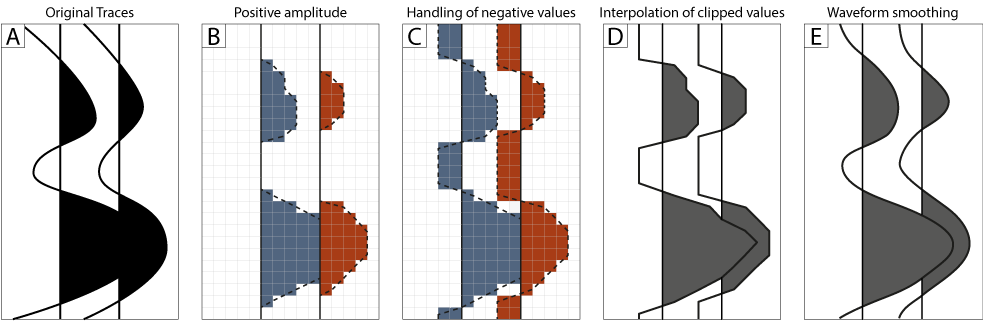 Original Traces
Positive amplitude
Handling of negative values
Interpolation of clipped values
Waveform smoothing
A
B
C
D
E